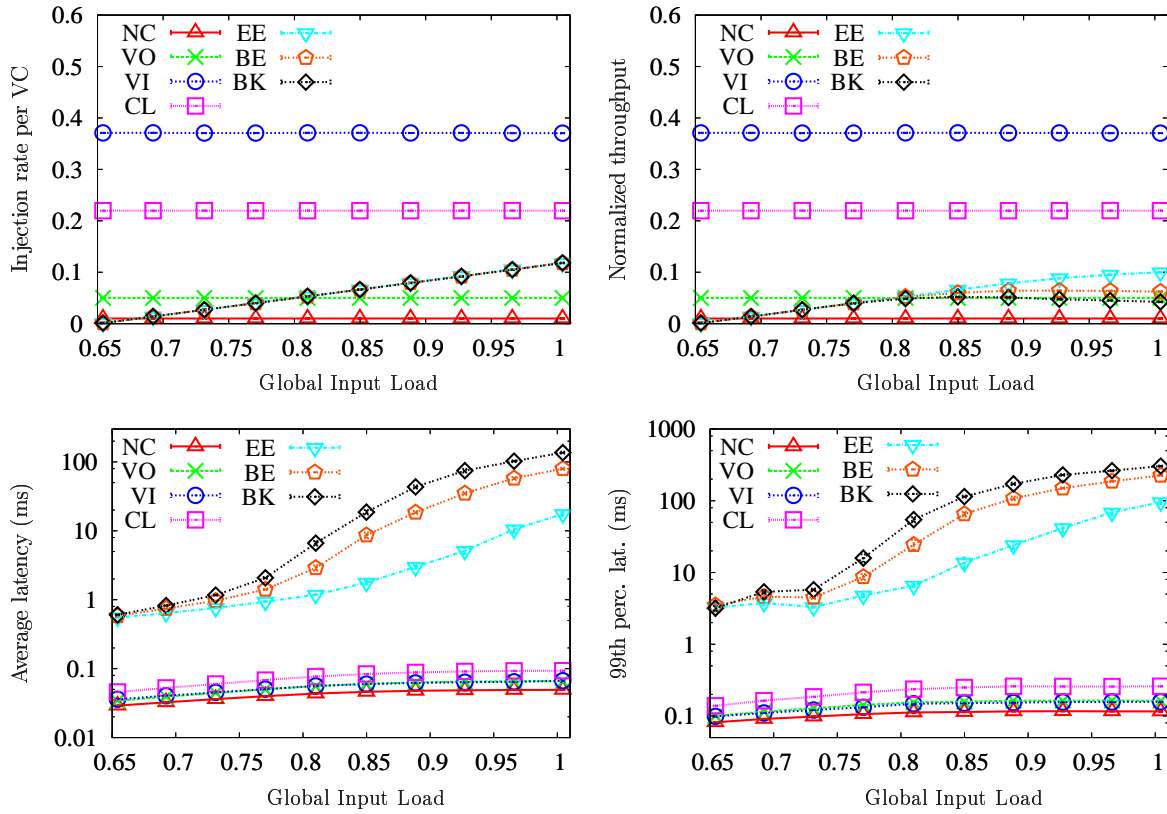 Injection rate per VC
0.6
0.5
0.4
0.3
0.2
0.1
0
NC EE
VO BE
VI BK
CL
0.65 0.7 0.75 0.8 0.85 0.9 0.95 1
Global Input Load
Normalized throughput
0.6
0.5
0.4
0.3
0.2
0.1
0
NC EE
VO BE
VI BK
CL
0.65 0.7 0.75 0.8 0.85 0.9 0.95 1
Global Input Load
Average latency (ms)
100
10
1
0.1
0.01
NC EE
VO BE
VI BK
CL
0.65 0.7 0.75 0.8 0.85 0.9 0.95 1
Global Input Load
99th perc. lat. (ms)
1000
100
10
1
0.1
NC EE
VO BE
VI BK
CL
0.65 0.7 0.75 0.8 0.85 0.9 0.95 1
Global Input Load